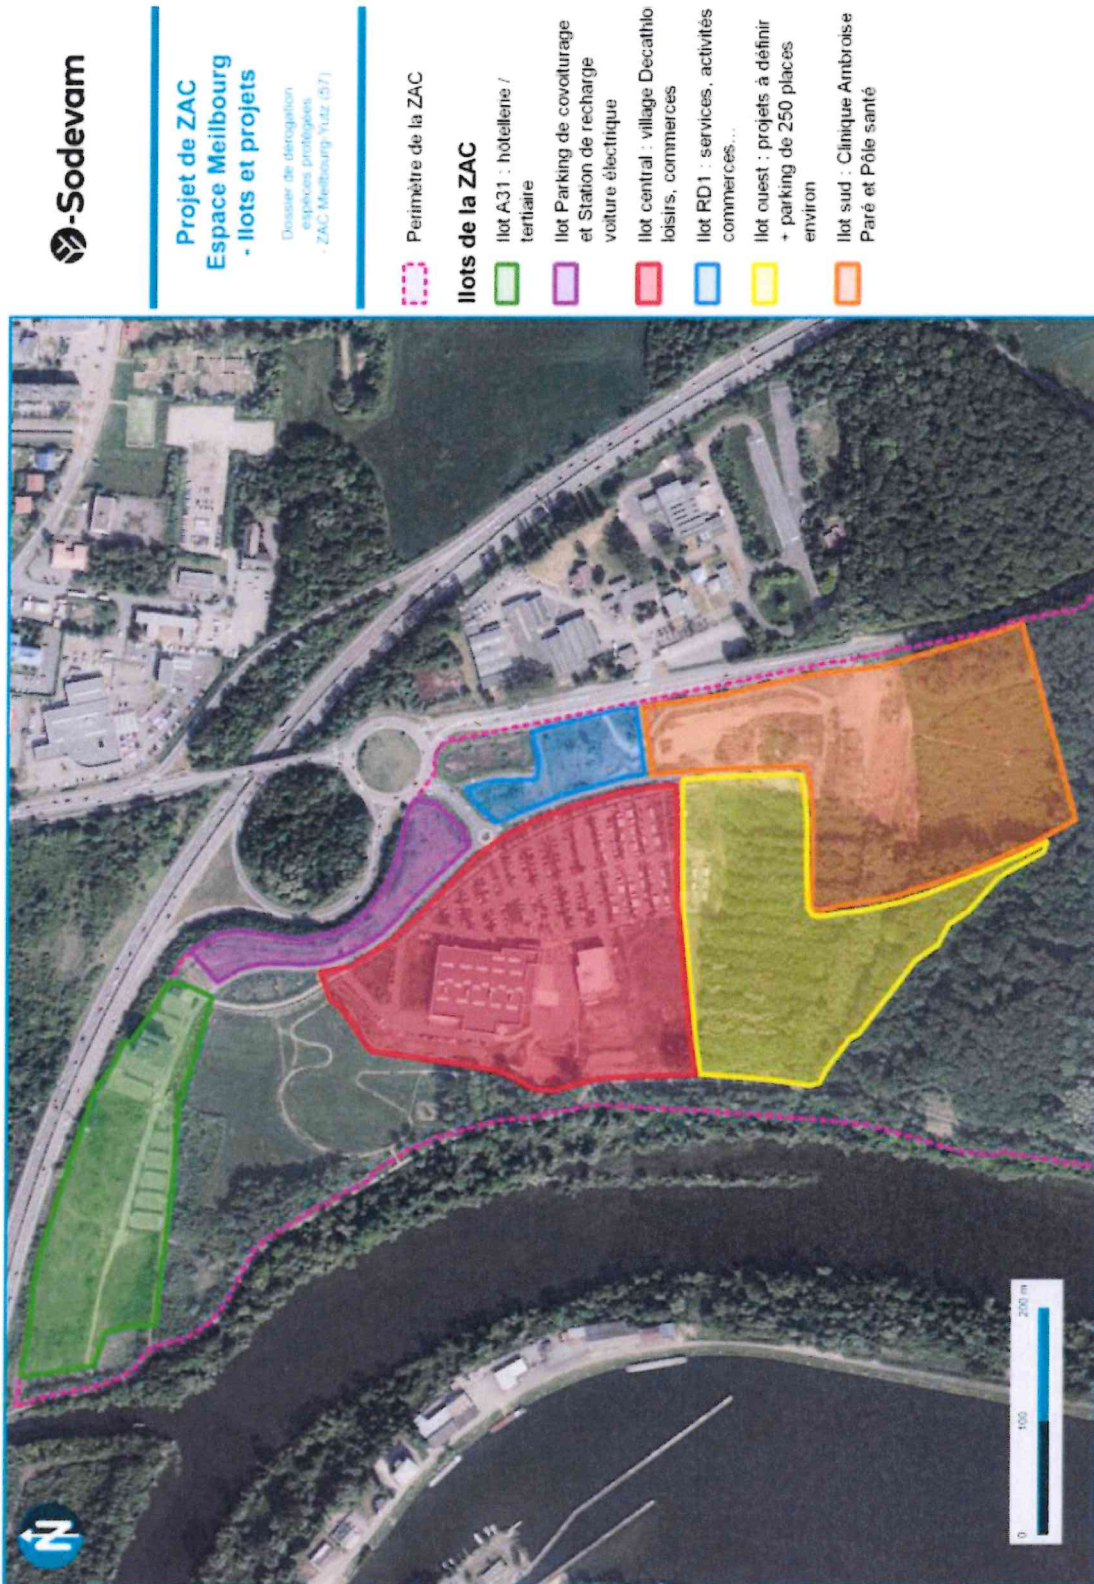 -Sodevam
Projet de ZAC
Espace Meilbourg
- Ilots et projets
Dossier de dérogation
espèces protégées
- ZAC Meilbourg-Yutz (57)
Perimètre de la ZAC
Ilots de la ZAC
Ilot A31 : hôtellerie /
tertiaire
Ilot Parking de covoiturage
et Station de recharge
voiture électrique
Ilot central : village Decathlo
loisirs, commerces
Ilot RD1 : services, activités
commerces...
Ilot ouest : projets à définir
+ parking de 250 places
environ
Ilot sud : Clinique Ambroise
Paré et Pôle santé
N
0
100
200 m